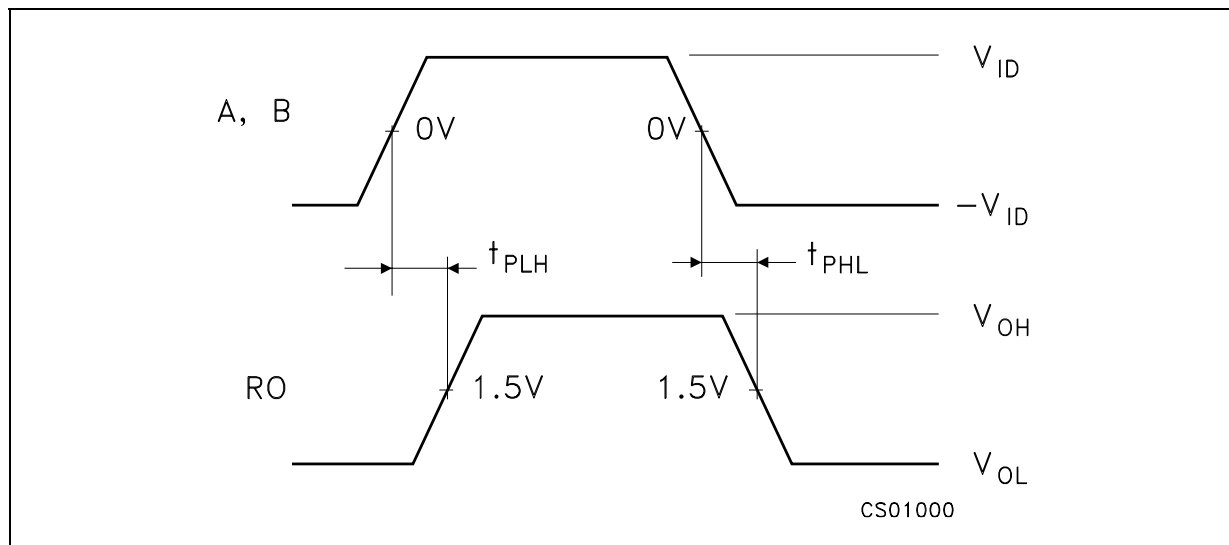 V_ID
A, B
0V 0V
-V_ID
t_PLH t_PHL
V_OH
RO 1.5V 1.5V
V_OL
CS01000